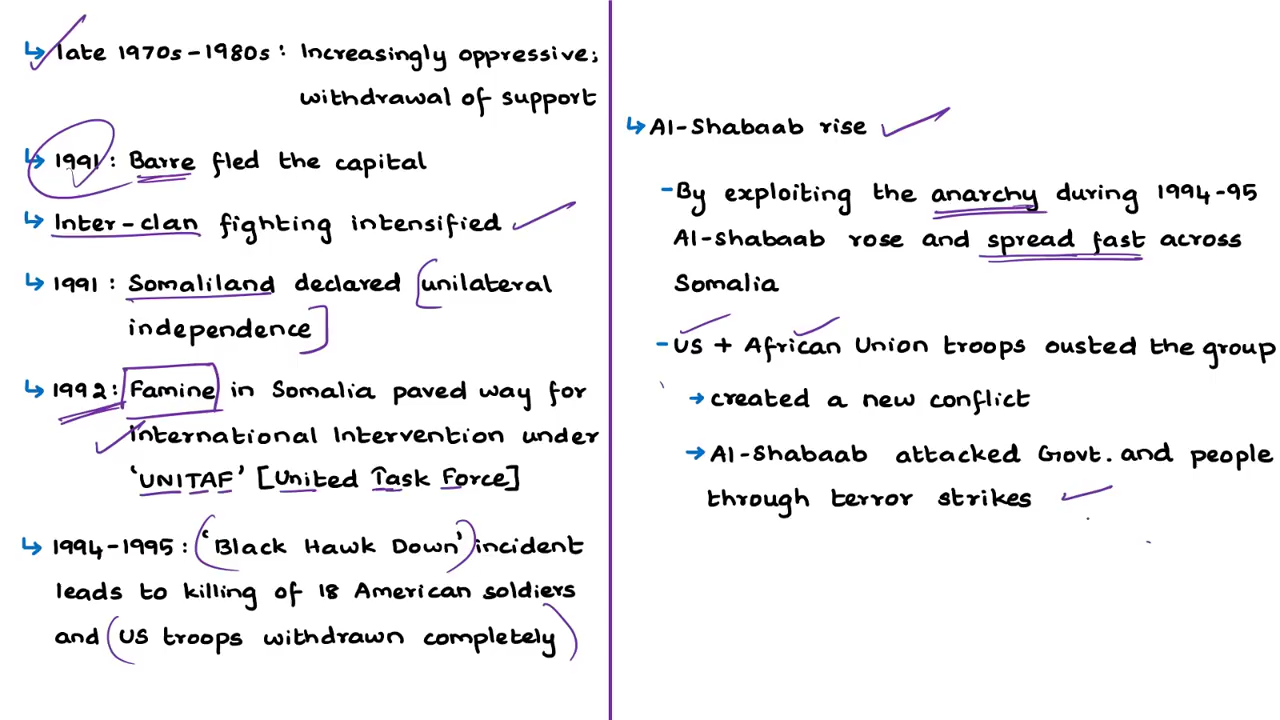 ↳ late 1970s-1980s: Increasingly oppressive;
withdrawal of support
↳ 1991: Barre fled the capital
↳ Inter-clan fighting intensified
↳ 1991: Somaliland declared [unilateral
independence]
↳ 1992: Famine in Somalia paved way for
International Intervention under
'UNITAF' [United Task Force]
↳ 1994-1995: ('Black Hawk Down') incident
leads to killing of 18 American soldiers
and (US troops withdrawn completely)
↳ Al-Shabaab rise
- By exploiting the anarchy during 1994-95
Al-Shabaab rose and spread fast across
Somalia
- US + African Union troops ousted the group
→ created a new conflict
→ Al-Shabaab attacked Govt. and people
through terror strikes